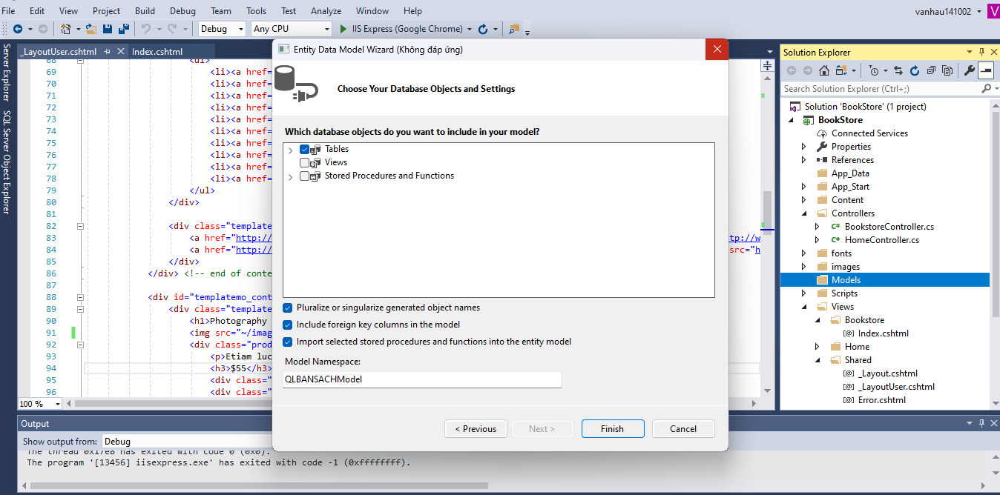 File Edit View Project Build Debug Team Tools Test Analyze Window Help vanhau141002 V
Debug Any CPU IIS Express (Google Chrome)
Server Explorer
SQL Server Object Explorer
_LayoutUser.cshtml Index.cshtml
68 <ul>
69 <li><a href=
70 <li><a href=
71 <li><a href=
72 <li><a href=
73 <li><a href=
74 <li><a href=
75 <li><a href=
76 <li><a href=
77 <li><a href=
78 <li><a href=
79 </ul>
80 </div>
81
82 <div class="template
83 <a href="http:// tp://w
84 <a href="http:// src="h
85 </div>
86 </div> <!-- end of conte
87
88 <div id="templatemo_cont
89 <div class="template
90 <h1>Photography
91 <img src="~/imag
92 <div class="prod
93 <p>Etiam luc
94 <h3>$55</h3>
95 <div class="
96 <div class="
100 %
Entity Data Model Wizard (Không đáp ứng)
Choose Your Database Objects and Settings
Which database objects do you want to include in your model?
Tables
Views
Stored Procedures and Functions
Pluralize or singularize generated object names
Include foreign key columns in the model
Import selected stored procedures and functions into the entity model
Model Namespace:
QLBANSACHModel
< Previous Next > Finish Cancel
Solution Explorer
Search Solution Explorer (Ctrl+;)
Solution 'BookStore' (1 project)
BookStore
Connected Services
Properties
References
App_Data
App_Start
Content
Controllers
C# BookstoreController.cs
C# HomeController.cs
fonts
images
Models
Scripts
Views
Bookstore
[@] Index.cshtml
Home
Shared
[@] _Layout.cshtml
[@] _LayoutUser.cshtml
[@] Error.cshtml
Output
Show output from: Debug
The thread 0x17e8 has exited with code 0 (0x0).
The program '[13456] iisexpress.exe' has exited with code -1 (0xffffffff).